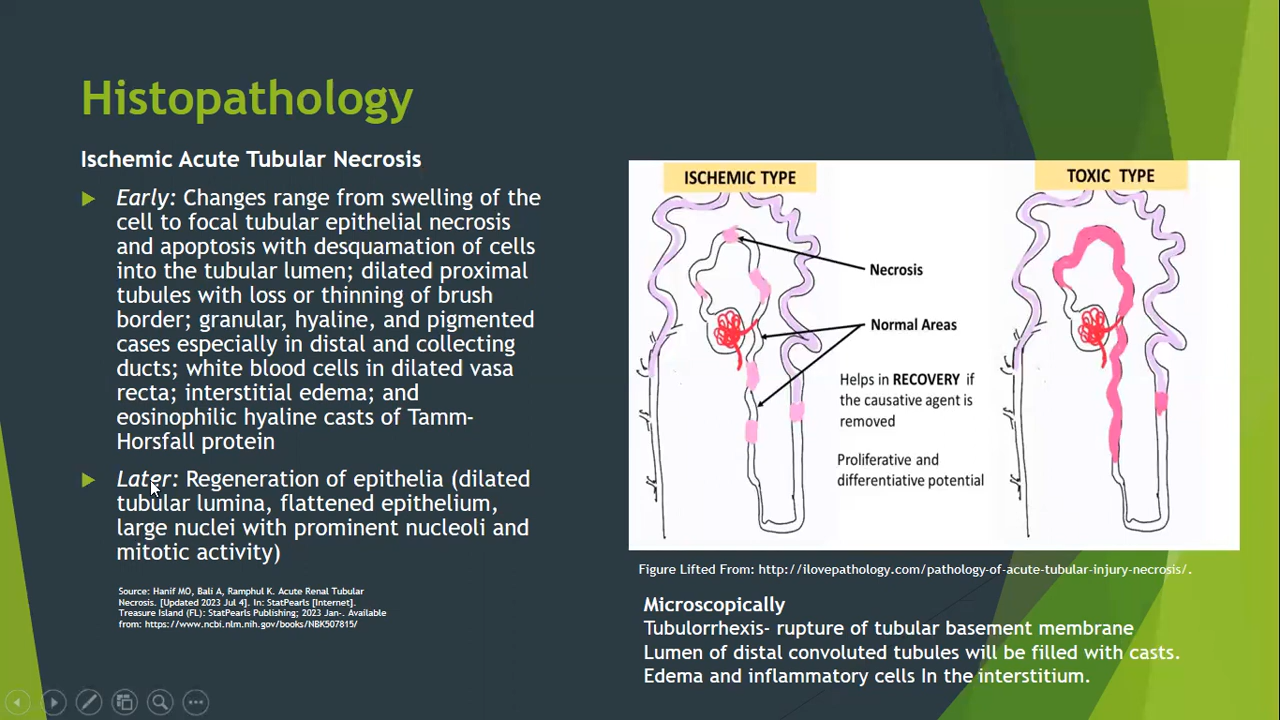 Histopathology
Ischemic Acute Tubular Necrosis
Early: Changes range from swelling of the
cell to focal tubular epithelial necrosis
and apoptosis with desquamation of cells
into the tubular lumen; dilated proximal
tubules with loss or thinning of brush
border; granular, hyaline, and pigmented
cases especially in distal and collecting
ducts; white blood cells in dilated vasa
recta; interstitial edema; and
eosinophilic hyaline casts of Tamm-
Horsfall protein
Later: Regeneration of epithelia (dilated
tubular lumina, flattened epithelium,
large nuclei with prominent nucleoli and
mitotic activity)
Source: Hanif MO, Bali A, Ramphul K. Acute Renal Tubular
Necrosis. [Updated 2023 Jul 4]. In: StatPearls [Internet].
Treasure Island (FL): StatPearls Publishing; 2023 Jan-. Available
from: https://www.ncbi.nlm.nih.gov/books/NBK507815/
ISCHEMIC TYPE
TOXIC TYPE
Necrosis
Normal Areas
Helps in RECOVERY if
the causative agent is
removed
Proliferative and
differentiative potential
Figure Lifted From: http://ilovepathology.com/pathology-of-acute-tubular-injury-necrosis/.
Microscopically
Tubulorrhexis- rupture of tubular basement membrane
Lumen of distal convoluted tubules will be filled with casts.
Edema and inflammatory cells In the interstitium.